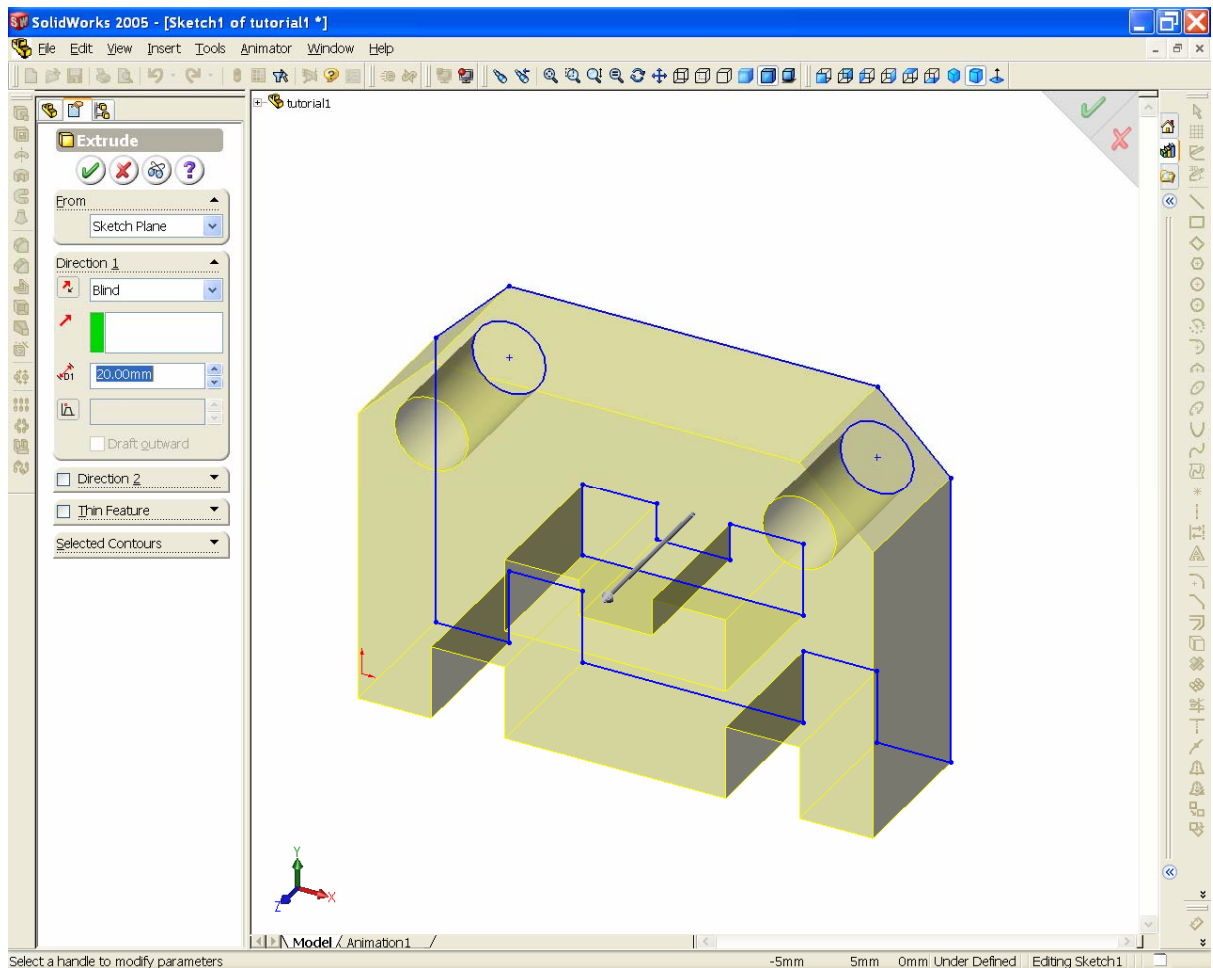 SolidWorks 2005 - [Sketch1 of tutorial1 *]
File Edit View Insert Tools Animator Window Help
tutorial1
Extrude
From
Sketch Plane
Direction 1
Blind
D1 20.00mm
Draft outward
Direction 2
Thin Feature
Selected Contours
Y
X
Z
Model Animation1
Select a handle to modify parameters -5mm 5mm 0mm Under Defined Editing Sketch1